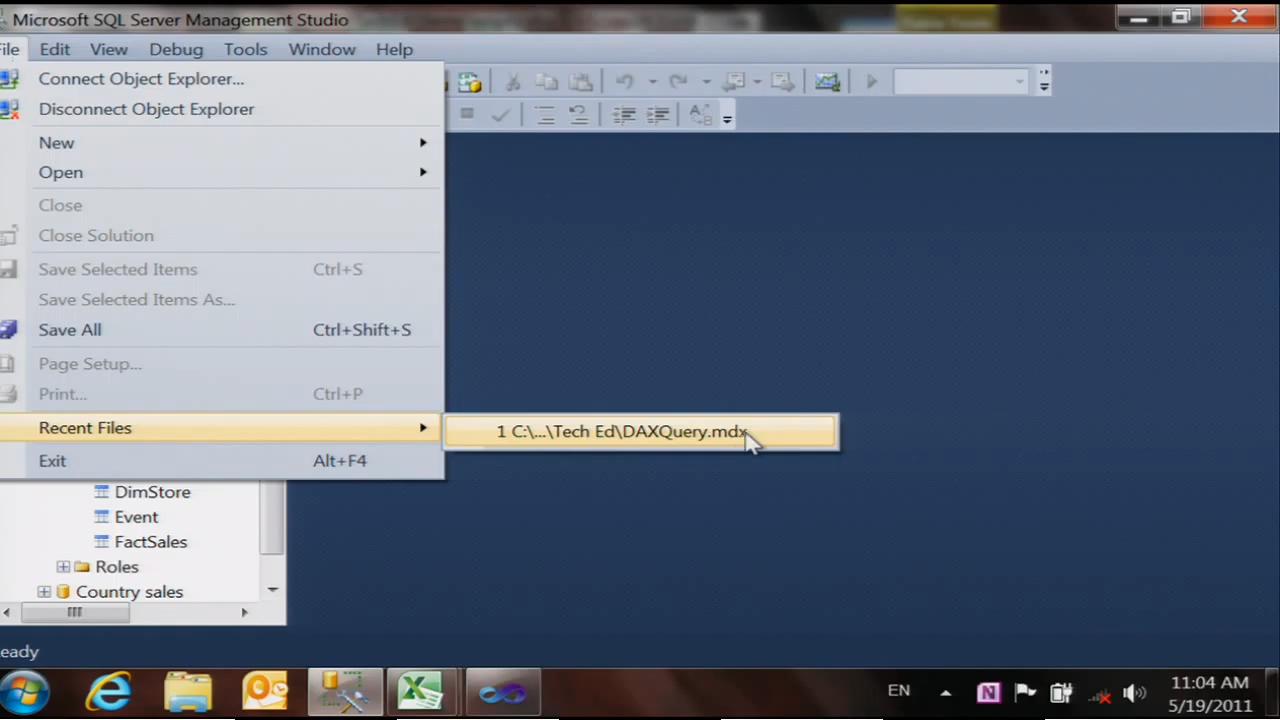 Microsoft SQL Server Management Studio
File Edit View Debug Tools Window Help
Connect Object Explorer...
Disconnect Object Explorer
New
Open
Close
Close Solution
Save Selected Items Ctrl+S
Save Selected Items As...
Save All Ctrl+Shift+S
Page Setup...
Print... Ctrl+P
Recent Files
1 C:\...\Tech Ed\DAXQuery.mdx
Exit Alt+F4
DimStore
Event
FactSales
Roles
Country sales
eady
EN
11:04 AM
5/19/2011